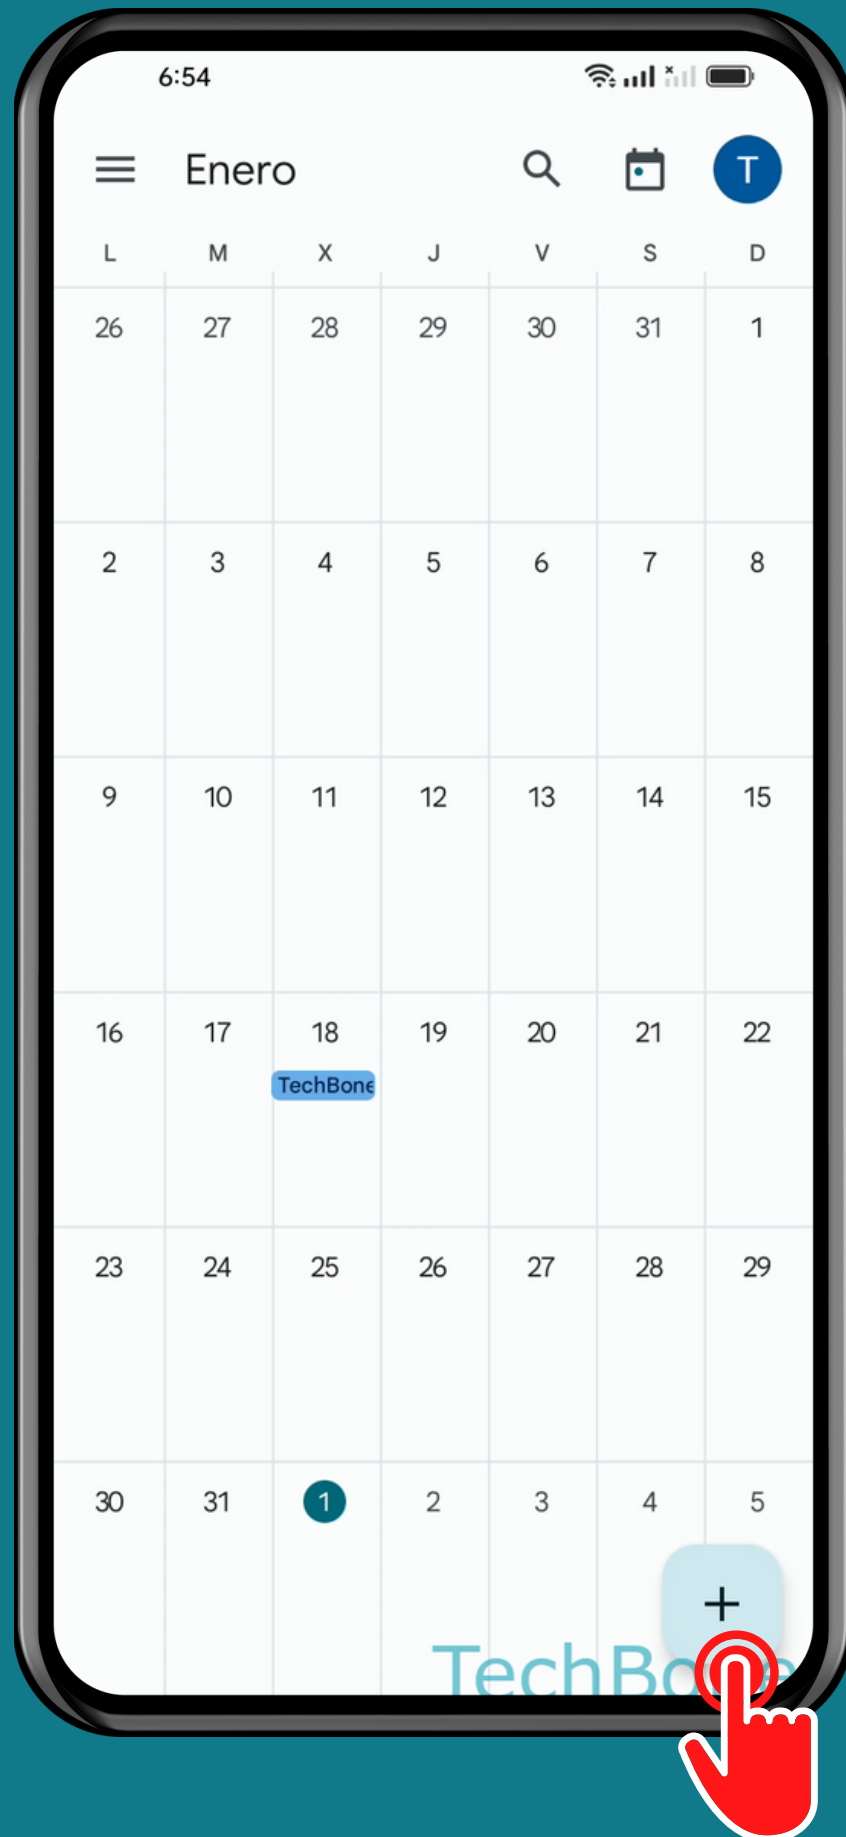 6:54
Enero
T
L M X J V S D
26 27 28 29 30 31 1
2 3 4 5 6 7 8
9 10 11 12 13 14 15
16 17 18 19 20 21 22
TechBone
23 24 25 26 27 28 29
30 31 1 2 3 4 5
+